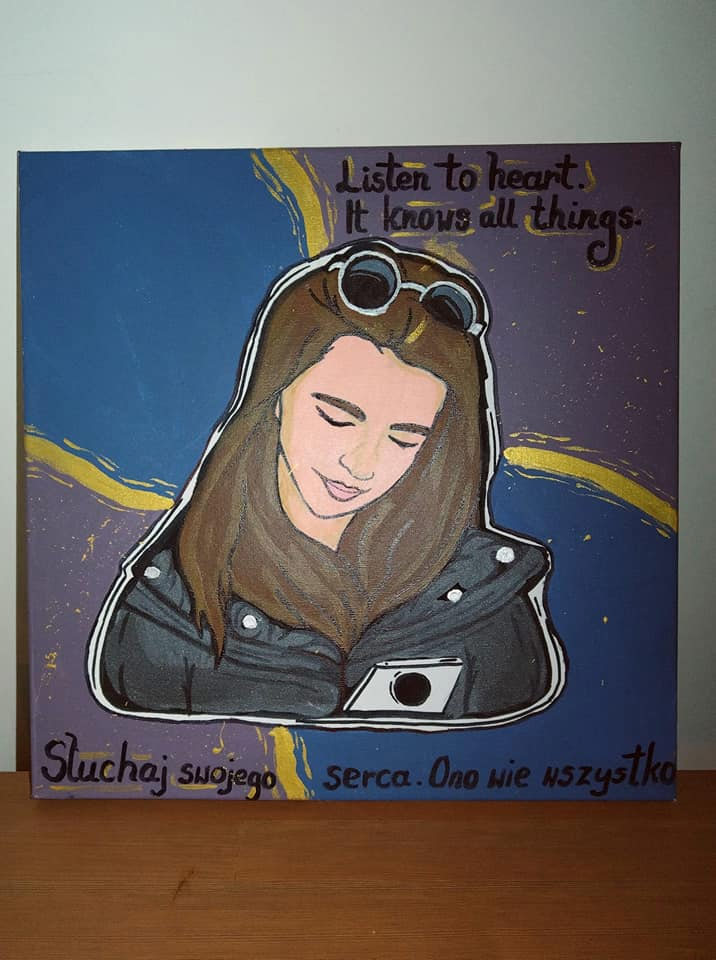 Listen to heart.
It knows all things.
Słuchaj swojego serca. Ono wie wszystko